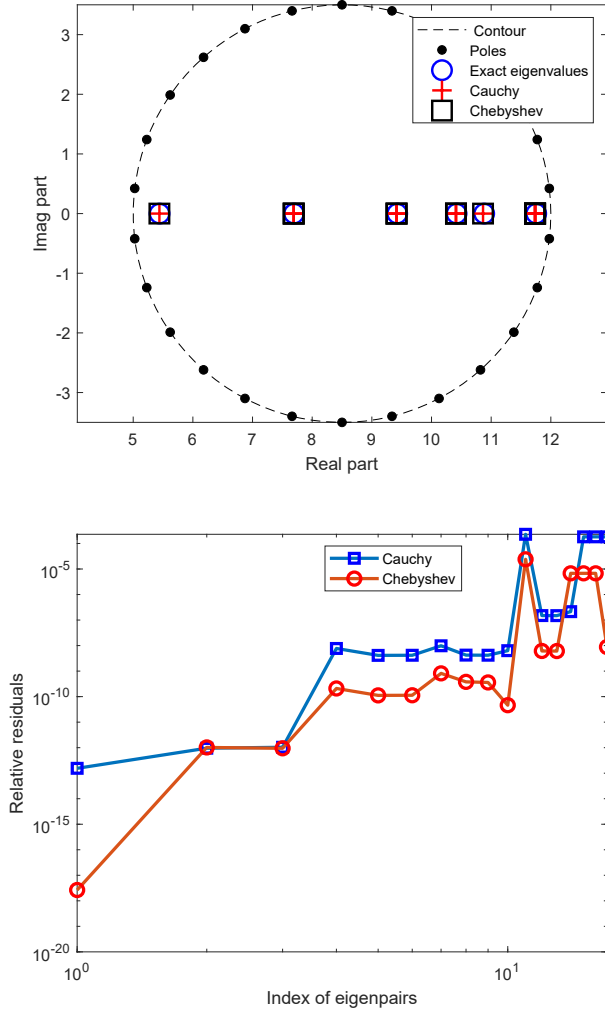 3
2
1
0
-1
-2
-3
Imag part
Contour
Poles
Exact eigenvalues
Cauchy
Chebyshev
5 6 7 8 9 10 11 12
Real part
10^-5
10^-10
10^-15
10^-20
Relative residuals
Cauchy
Chebyshev
10^0 10^1
Index of eigenpairs